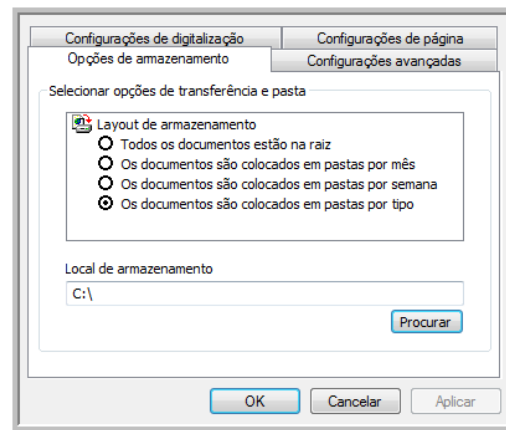 Configurações de digitalização
Configurações de página
Opções de armazenamento
Configurações avançadas
Selecionar opções de transferência e pasta
Layout de armazenamento
Todos os documentos estão na raiz
Os documentos são colocados em pastas por mês
Os documentos são colocados em pastas por semana
Os documentos são colocados em pastas por tipo
Local de armazenamento
C:\
Procurar
OK
Cancelar
Aplicar